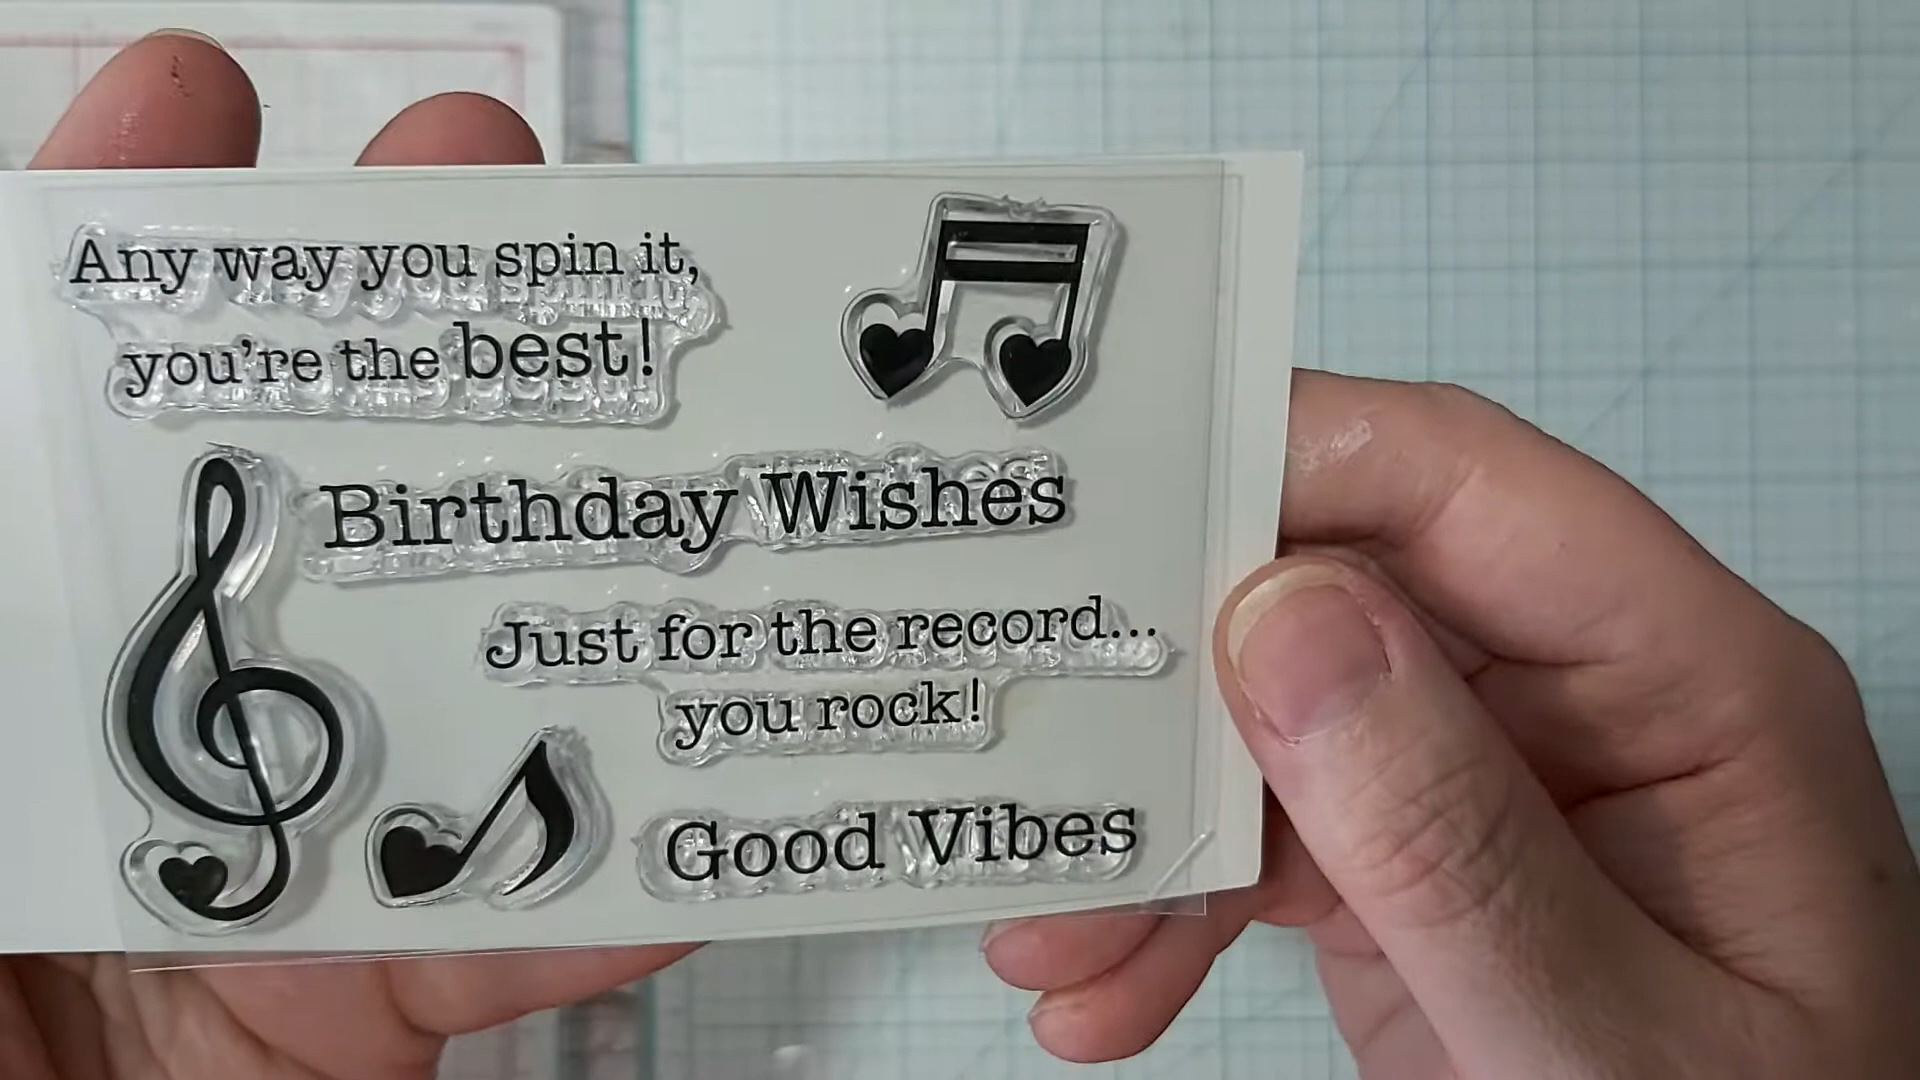 Any way you spin it,
you're the best!
Birthday Wishes
Just for the record...
you rock!
Good Vibes